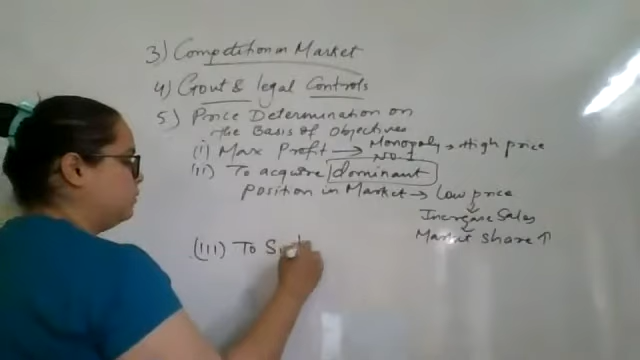 3) Competition in Market
4) Govt & legal Controls
5) Price Determination on
the Basis of Objectives
(i) Max Profit → Monopoly → High price
No.1
(ii) To acquire dominant
position in Market → Low price
Increase Sales
Market share ↑
(iii) To